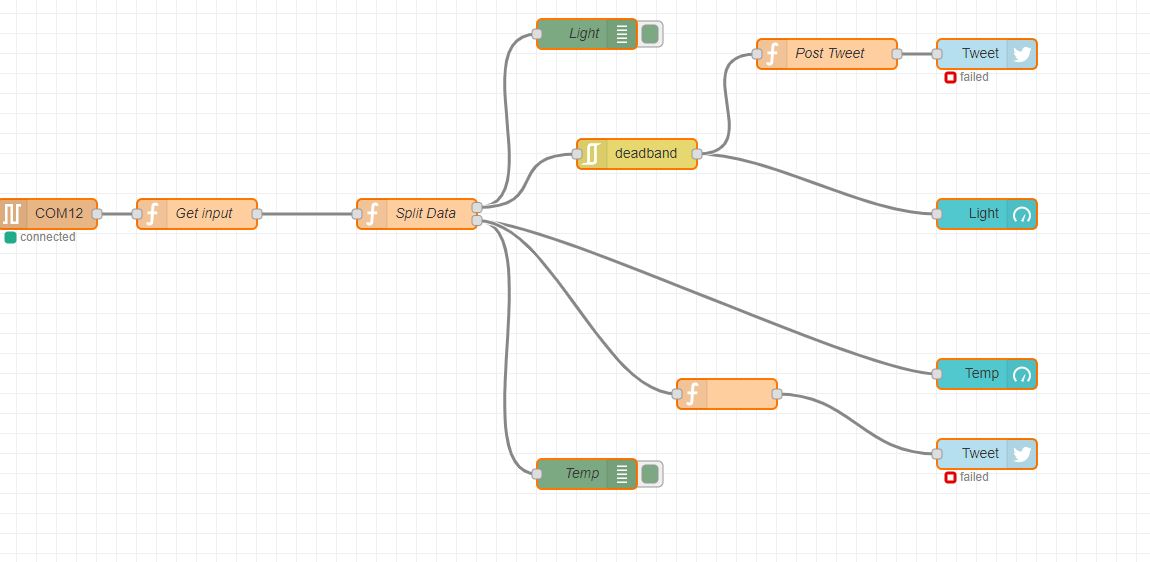 Light
Post Tweet
Tweet
failed
deadband
COM12
Get input
Split Data
Light
connected
Temp
Tweet
Temp
failed